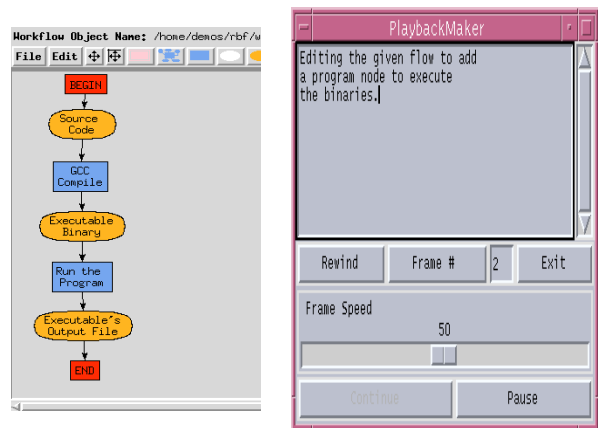 Workflow Object Name: /home/demos/rbf/w
File Edit
BEGIN
Source
Code
GCC
Compile
Executable
Binary
Run the
Program
Executable"s
Output File
END
PlaybackMaker
Editing the given flow to add
a program node to execute
the binaries.
Rewind Frame # 2 Exit
Frame Speed
50
Continue Pause